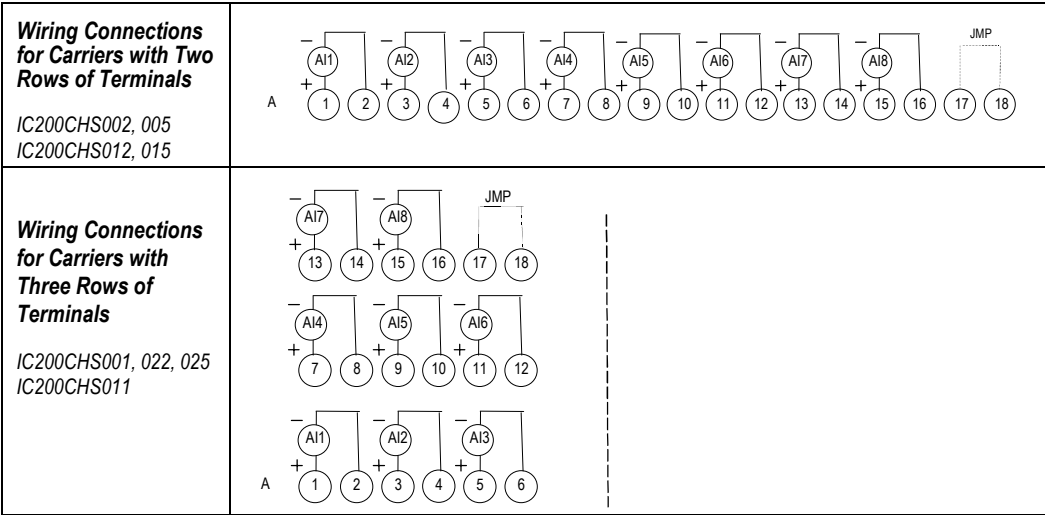 Wiring Connections
for Carriers with Two
Rows of Terminals
IC200CHS002, 005
IC200CHS012, 015
– – – – – – – – JMP
AI1 AI2 AI3 AI4 AI5 AI6 AI7 AI8
+ + + + + + + +
A 1 2 3 4 5 6 7 8 9 10 11 12 13 14 15 16 17 18
Wiring Connections
for Carriers with
Three Rows of
Terminals
IC200CHS001, 022, 025
IC200CHS011
– – JMP
AI7 AI8
+ +
13 14 15 16 17 18
– – –
AI4 AI5 AI6
+ + +
7 8 9 10 11 12
– – –
AI1 AI2 AI3
+ + +
A 1 2 3 4 5 6